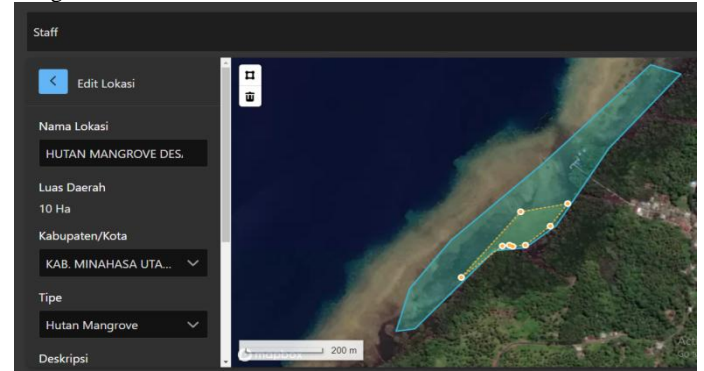 Staff
Edit Lokasi
Nama Lokasi
HUTAN MANGROVE DES.
Luas Daerah
10 Ha
Kabupaten/Kota
KAB. MINAHASA UTA...
Tipe
Hutan Mangrove
Deskripsi
mapbox
200 m